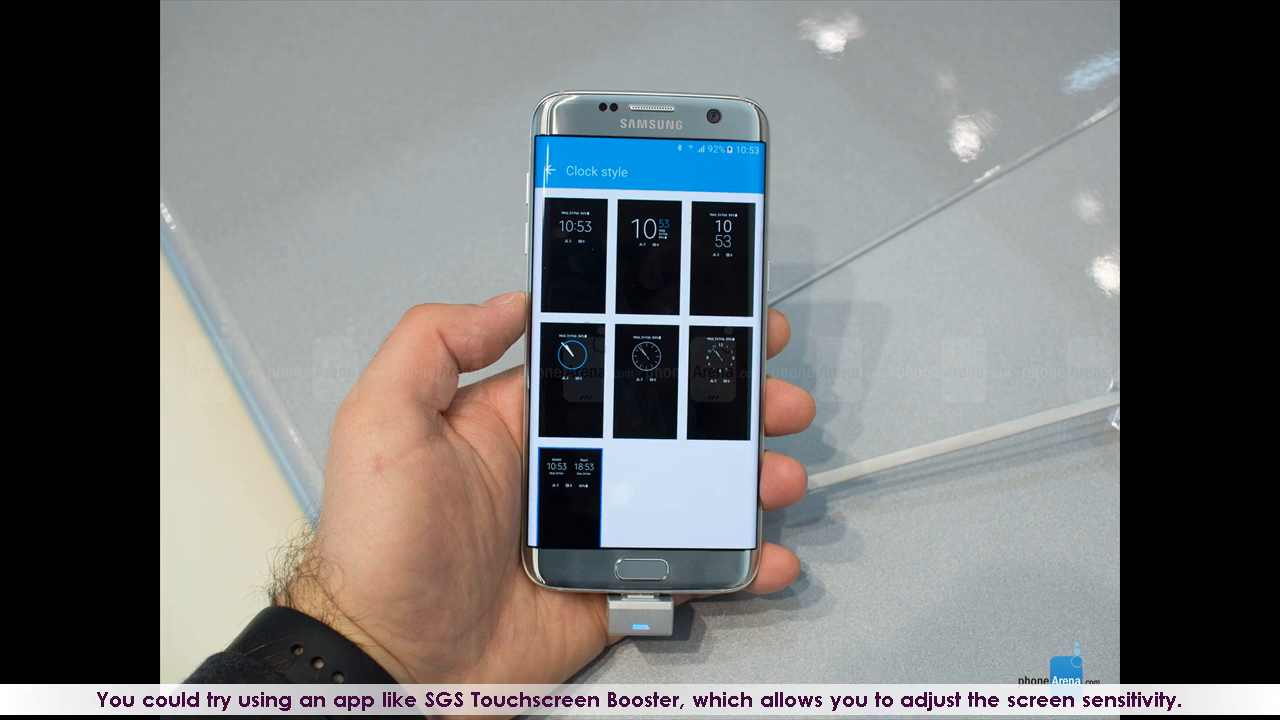 SAMSUNG
92% 10:53
Clock style
10:53
10 53
10
53
10:53 18:53
phoneArena.com
You could try using an app like SGS Touchscreen Booster, which allows you to adjust the screen sensitivity.